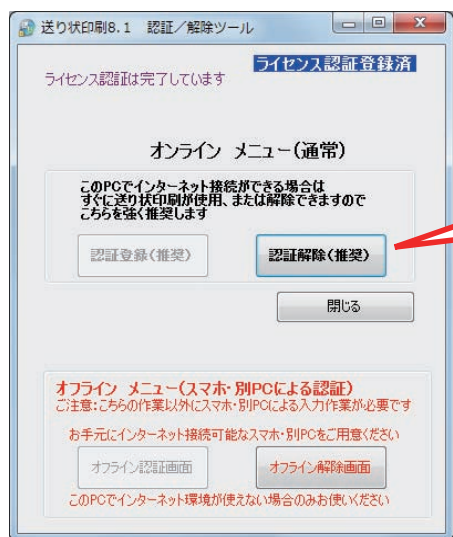 送り状印刷8.1 認証／解除ツール
ライセンス認証登録済
ライセンス認証は完了しています
オンライン メニュー(通常)
このPCでインターネット接続ができる場合は
すぐに送り状印刷が使用、または解除できますので
こちらを強く推奨します
認証登録(推奨)
認証解除(推奨)
閉じる
オフライン メニュー(スマホ・別PCによる認証)
ご注意:こちらの作業以外にスマホ・別PCによる入力作業が必要です
お手元にインターネット接続可能なスマホ・別PCをご用意ください
オフライン認証画面
オフライン解除画面
このPCでインターネット環境が使えない場合のみお使いください